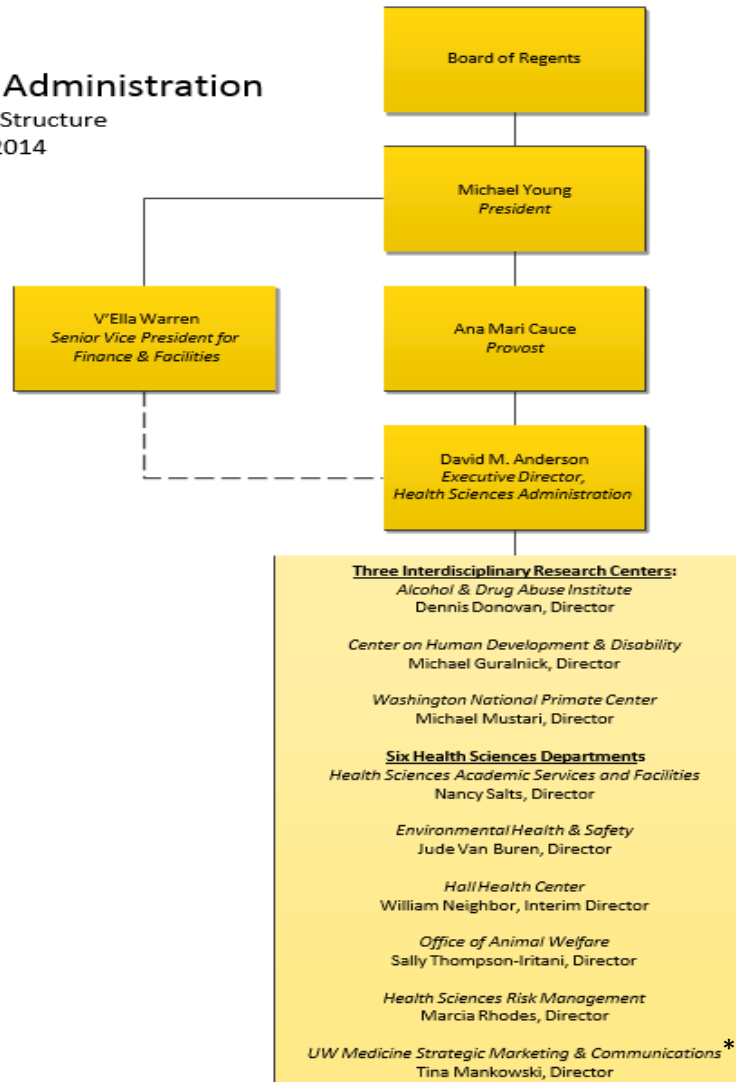 Administration
Structure
2014
Board of Regents
Michael Young
President
V'Ella Warren
Senior Vice President for
Finance & Facilities
Ana Mari Cauce
Provost
David M. Anderson
Executive Director,
Health Sciences Administration
Three Interdisciplinary Research Centers:
Alcohol & Drug Abuse Institute
Dennis Donovan, Director
Center on Human Development & Disability
Michael Guralnick, Director
Washington National Primate Center
Michael Mustari, Director
Six Health Sciences Departments
Health Sciences Academic Services and Facilities
Nancy Salts, Director
Environmental Health & Safety
Jude Van Buren, Director
Hall Health Center
William Neighbor, Interim Director
Office of Animal Welfare
Sally Thompson-Iritani, Director
Health Sciences Risk Management
Marcia Rhodes, Director
UW Medicine Strategic Marketing & Communications*
Tina Mankowski, Director